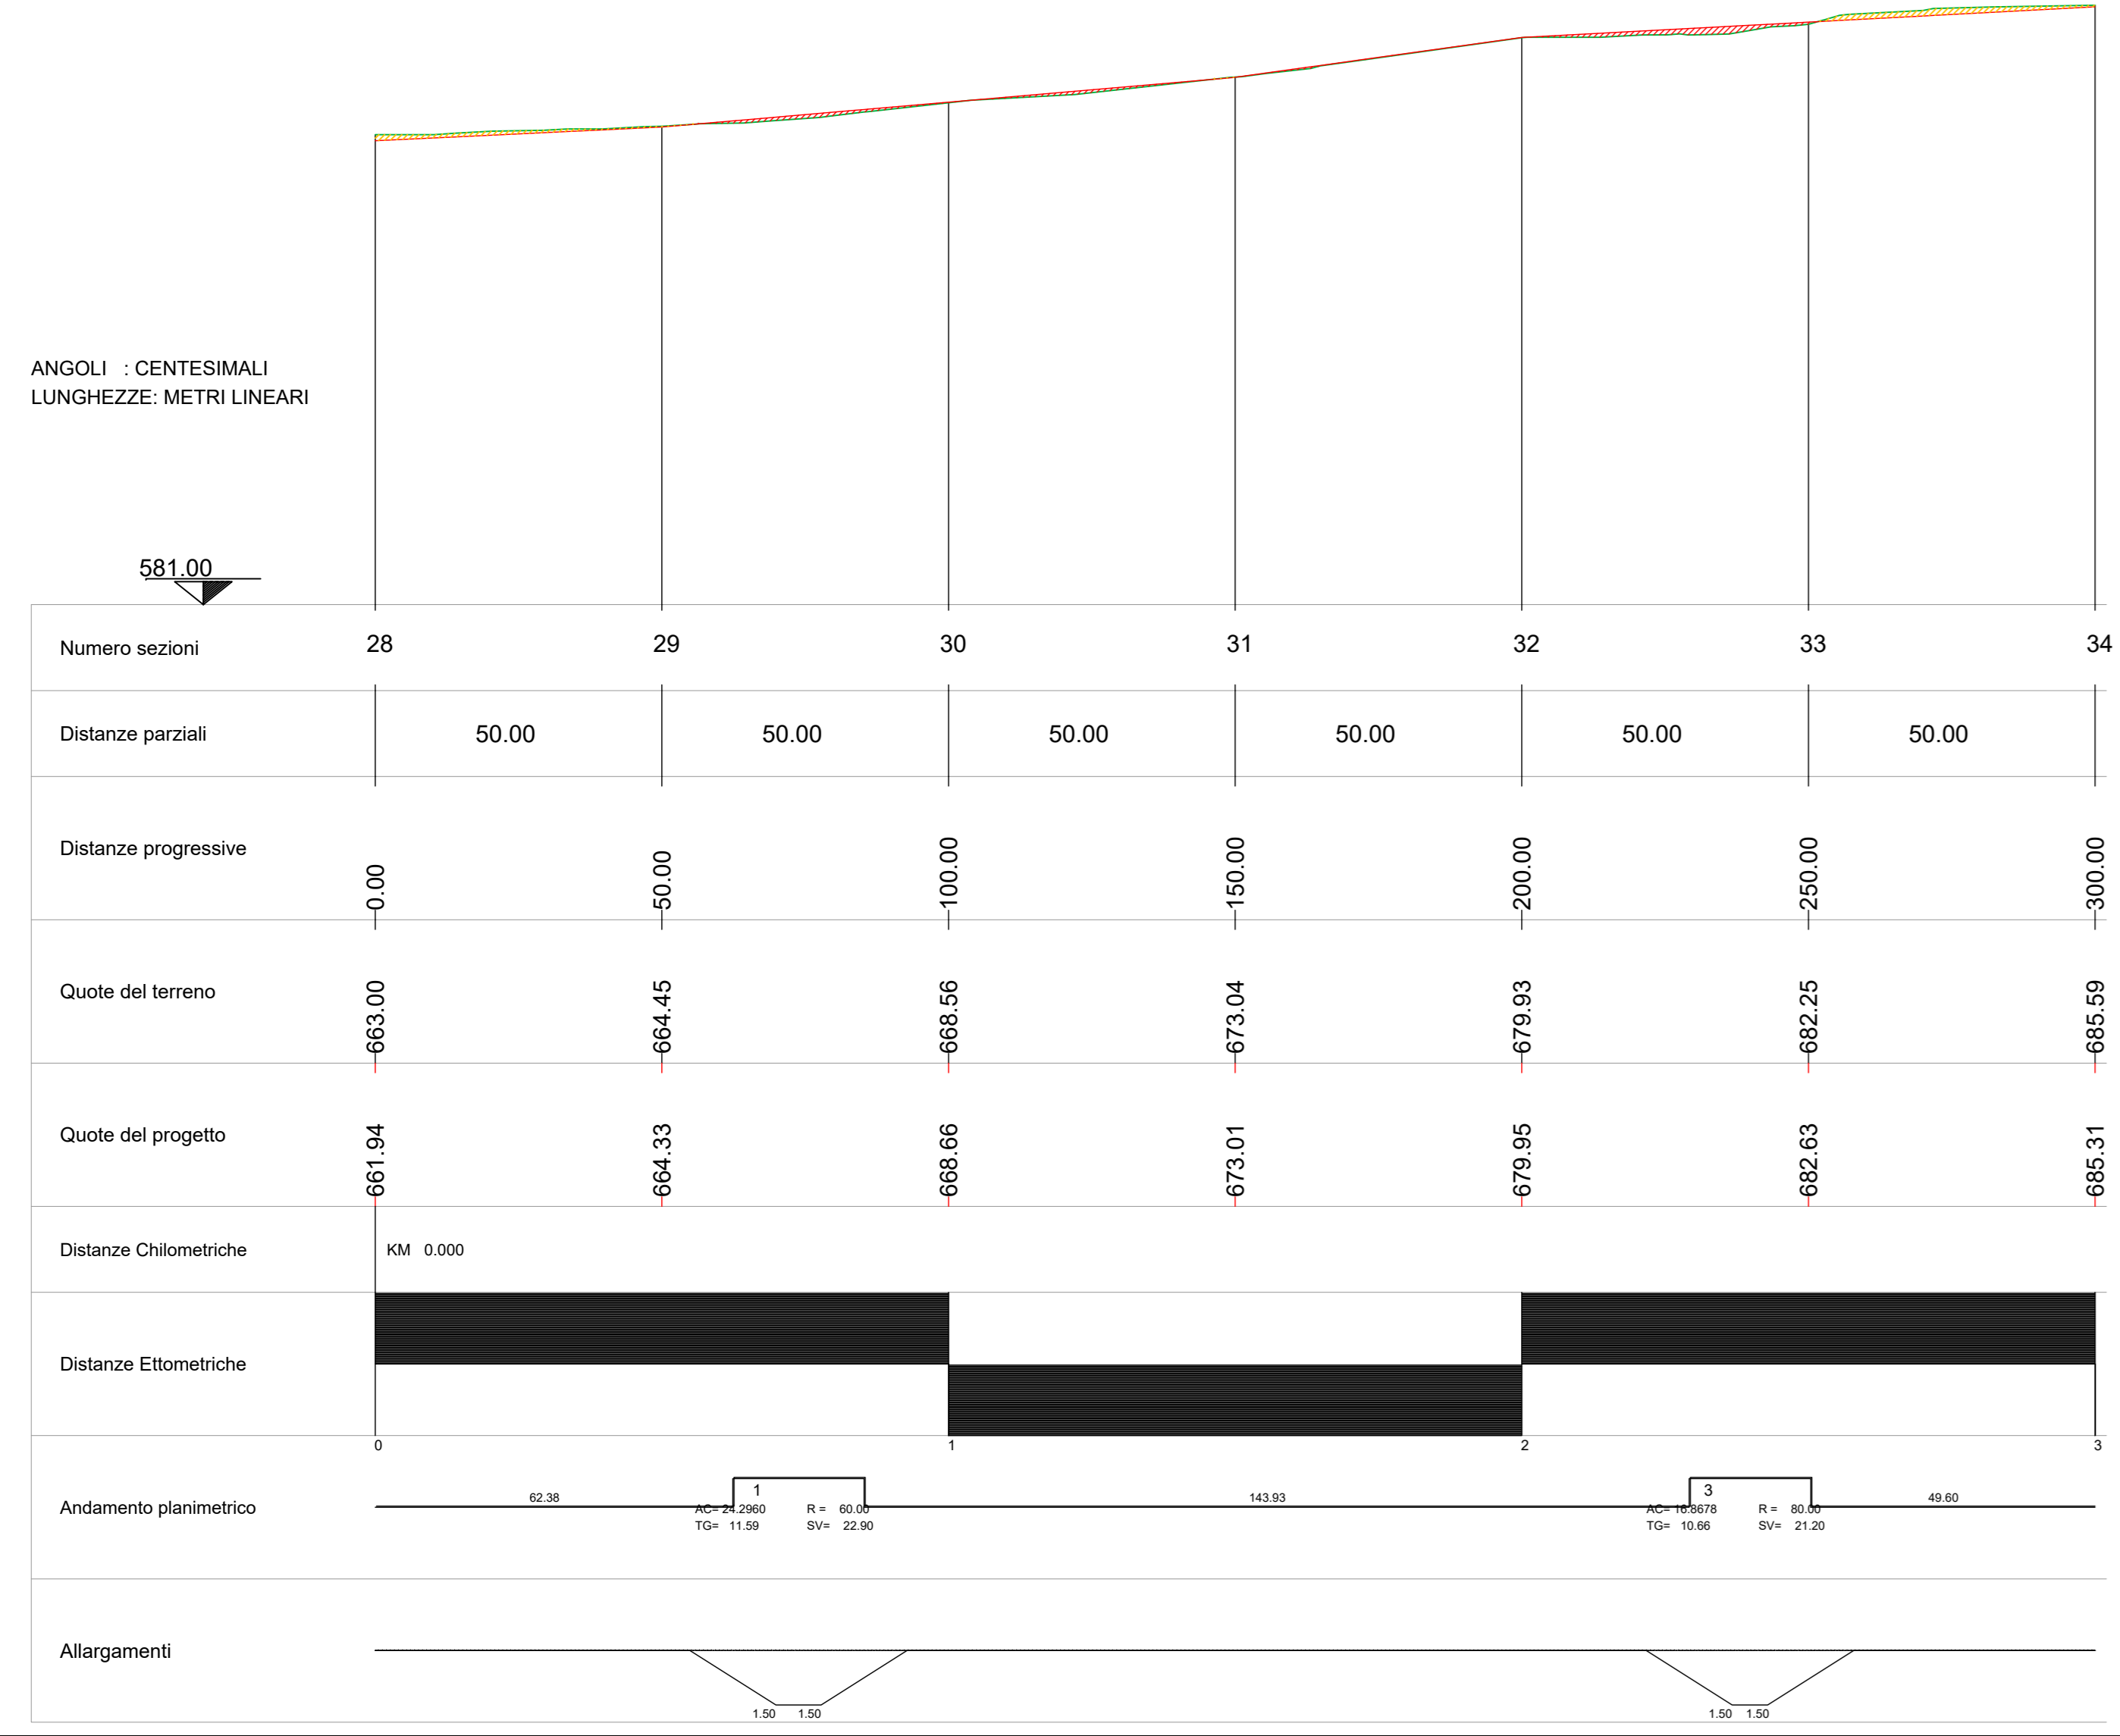 ANGOLI : CENTESIMALI
LUNGHEZZE: METRI LINEARI
581.00
Numero sezioni 28 29 30 31 32 33 34
Distanze parziali 50.00 50.00 50.00 50.00 50.00 50.00
Distanze progressive 0.00 50.00 100.00 150.00 200.00 250.00 300.00
Quote del terreno 663.00 664.45 668.56 673.04 679.93 682.25 685.59
Quote del progetto 661.94 664.33 668.66 673.01 679.95 682.63 685.31
Distanze Chilometriche KM 0.000
Distanze Ettometriche
0 1 2 3
Andamento planimetrico 62.38 1 143.93 3 49.60
AC= 24.2960 R = 60.00 AC= 16.8678 R = 80.00
TG= 11.59 SV= 22.90 TG= 10.66 SV= 21.20
Allargamenti
1.50 1.50 1.50 1.50